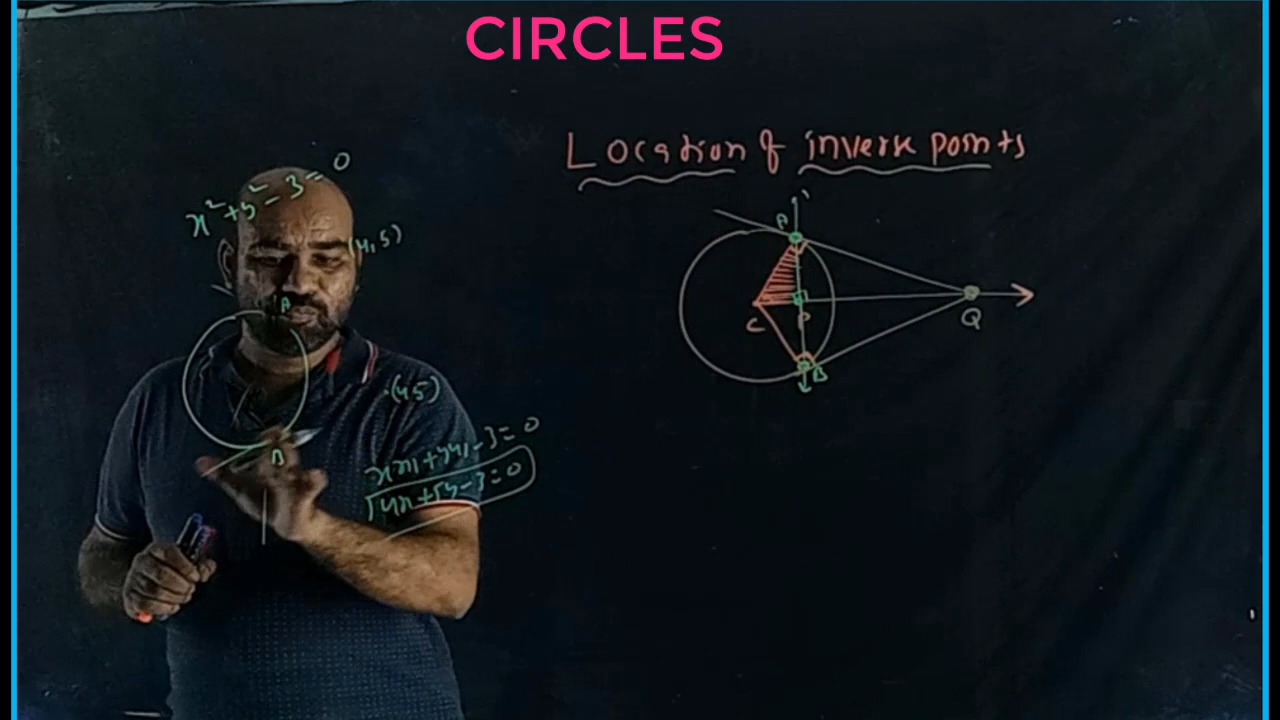 CIRCLES
Location of inverse points
x²+y²-3=0
(4,5)
A
B
.(4,5)
xx₁+yy₁-3=0
4x+5y-3=0
A
C
P
Q
B